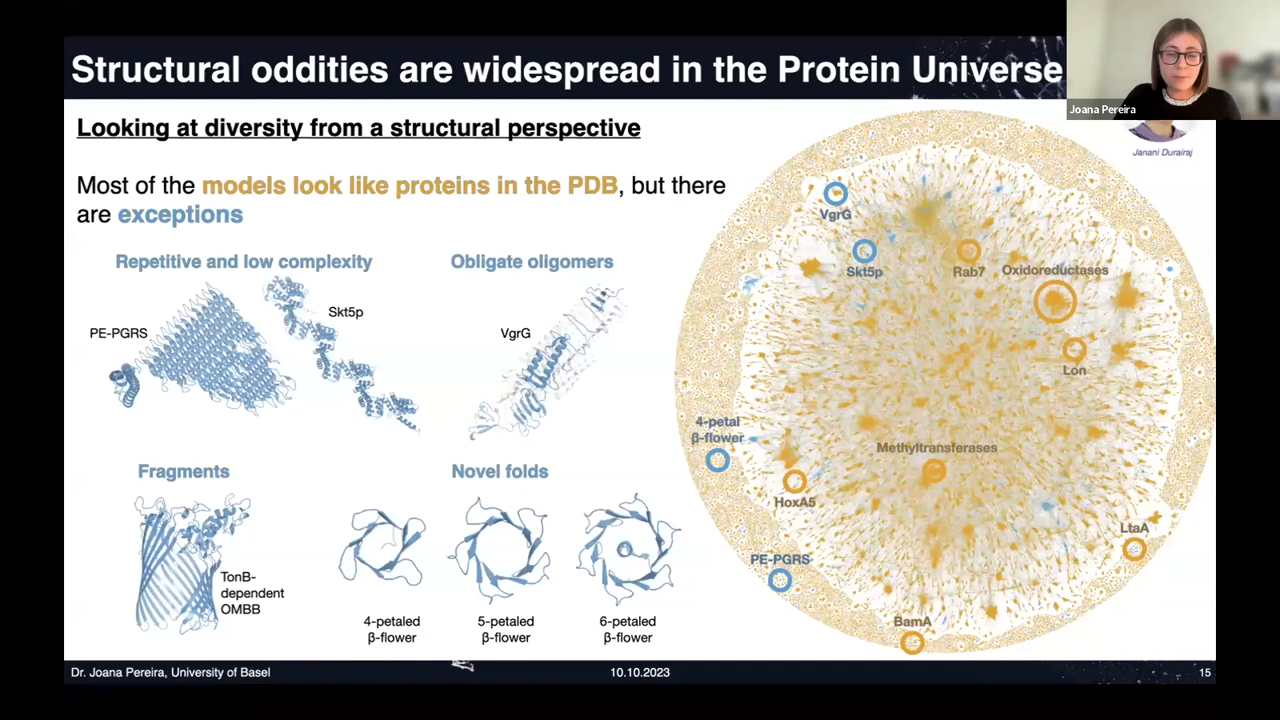 Structural oddities are widespread in the Protein Universe
Joana Pereira
Janani Durairaj
Looking at diversity from a structural perspective
Most of the models look like proteins in the PDB, but there
are exceptions
Repetitive and low complexity
Obligate oligomers
PE-PGRS
Skt5p
VgrG
Fragments
Novel folds
TonB-
dependent
OMBB
4-petaled
β-flower
5-petaled
β-flower
6-petaled
β-flower
VgrG
Skt5p
Rab7
Oxidoreductases
Lon
4-petal
β-flower
Methyltransferases
HoxA5
LtaA
PE-PGRS
BamA
Dr. Joana Pereira, University of Basel
10.10.2023
15